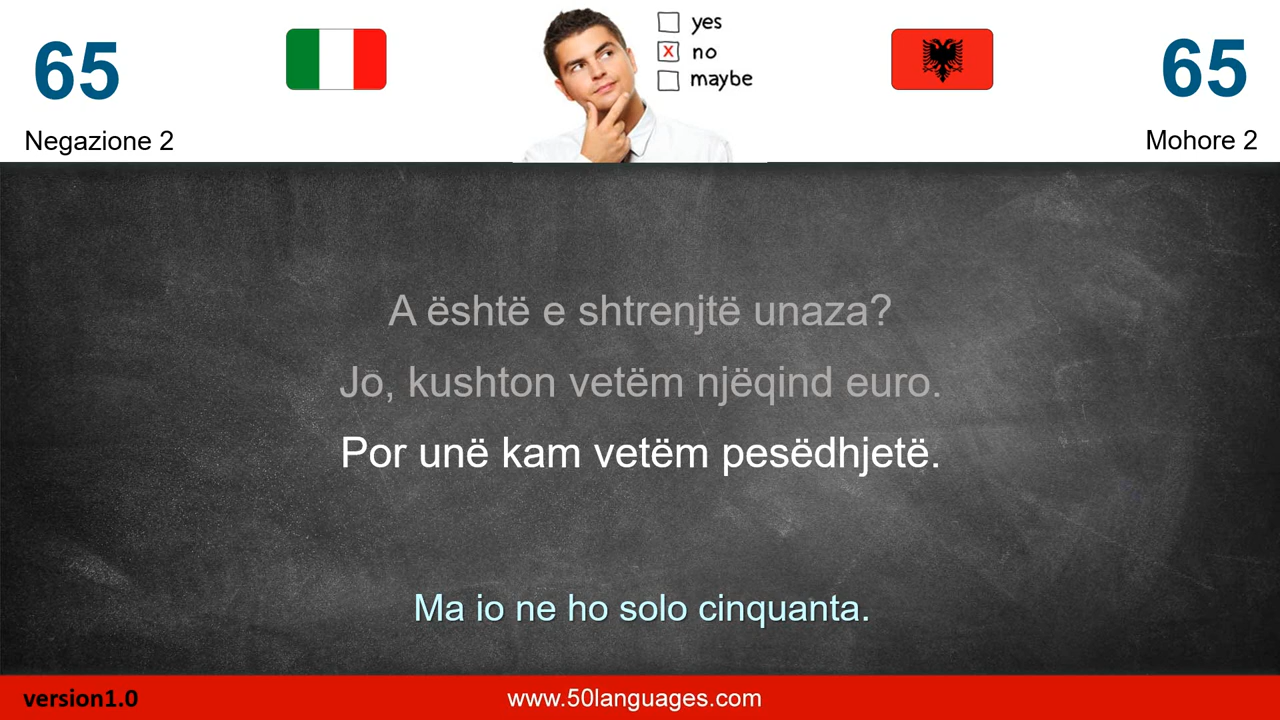 65
65
yes
x no
maybe
Negazione 2
Mohore 2
A është e shtrenjtë unaza?
Jō, kushton vetëm njëqind euro.
Por unë kam vetëm pesëdhjetë.
Ma io ne ho solo cinquanta.
version1.0
www.50languages.com